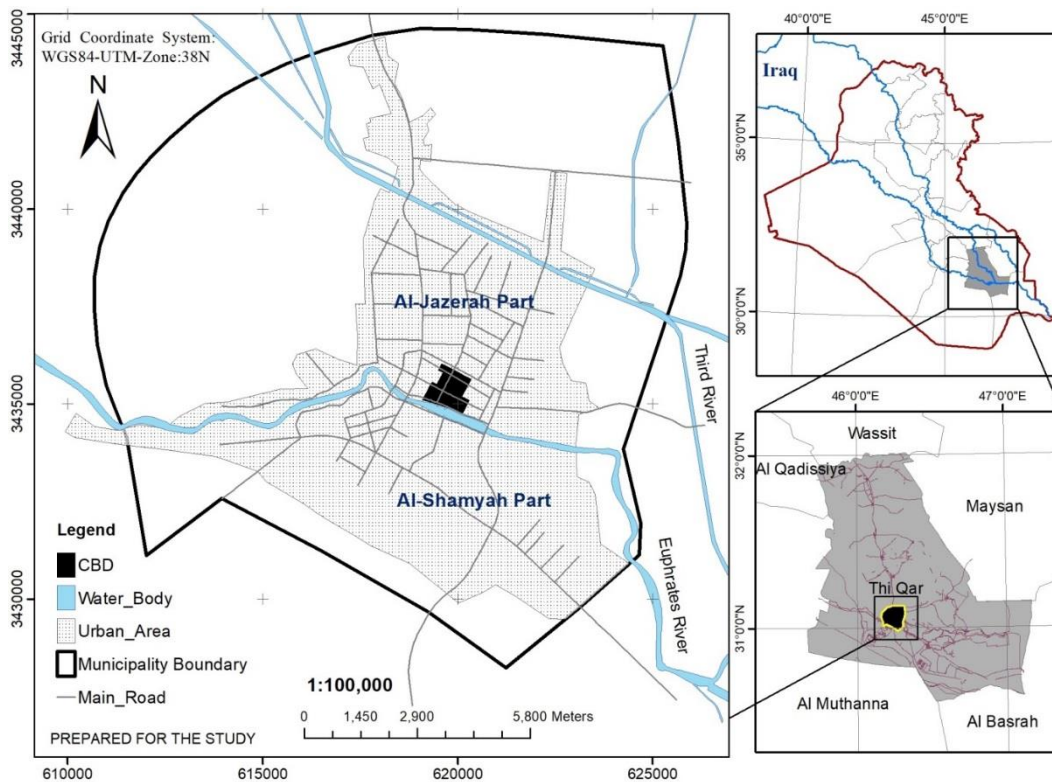 Grid Coordinate System:
WGS84-UTM-Zone:38N
N
3445000
3440000
3435000
3430000
610000
615000
620000
625000
Al-Jazerah Part
Al-Shamyah Part
Third River
Euphrates River
Legend
CBD
Water_Body
Urban_Area
Municipality Boundary
Main_Road
1:100,000
0 1,450 2,900 5,800 Meters
PREPARED FOR THE STUDY
40°0'0"E 45°0'0"E
Iraq
35°0'0"N
30°0'0"N
46°0'0"E 47°0'0"E
32°0'0"N
31°0'0"N
Wassit
Al Qadissiya
Maysan
Thi Qar
Al Muthanna
Al Basrah